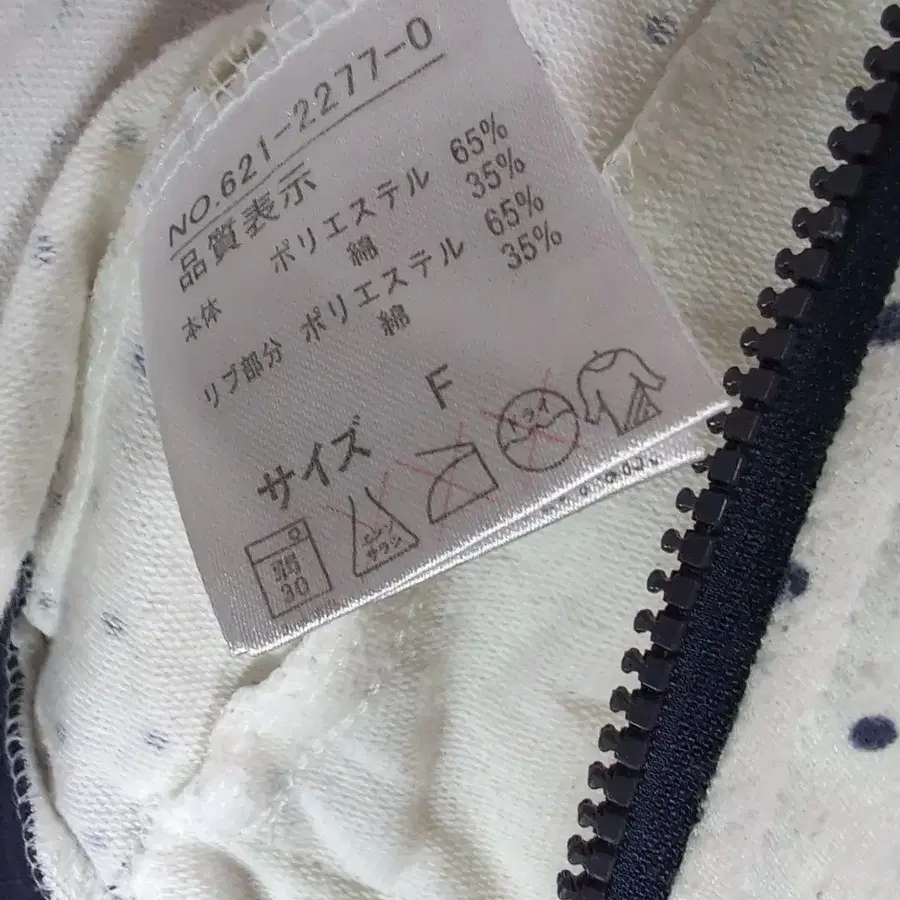 NO.621-2277-0
品質表示
本体 ポリエステル 65%
綿 35%
リブ部分 ポリエステル 65%
綿 35%
サイズ F
弱
30
エンソ
サラシ
ドライ